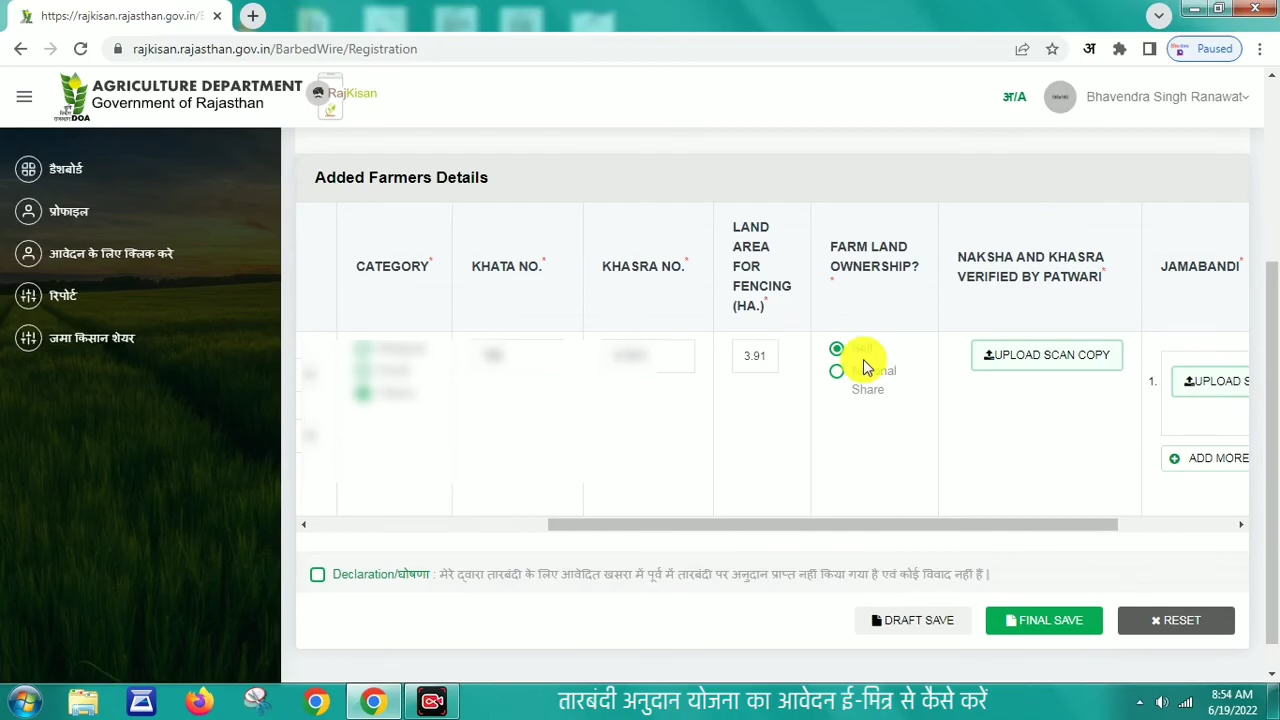 https://rajkisan.rajasthan.gov.in/
rajkisan.rajasthan.gov.in/BarbedWire/Registration
अ
Paused
AGRICULTURE DEPARTMENT
Government of Rajasthan
DOA
RajKisan
अ/A
Bhavendra Singh Ranawat
डैशबोर्ड
प्रोफाइल
आवेदन के लिए क्लिक करे
रिपोर्ट
जमा किसान शेयर
Added Farmers Details
CATEGORY*
KHATA NO.*
KHASRA NO.*
LAND
AREA
FOR
FENCING
(HA.)*
FARM LAND
OWNERSHIP?
*
NAKSHA AND KHASRA
VERIFIED BY PATWARI*
JAMABANDI*
3.91
Share
UPLOAD SCAN COPY
1.
UPLOAD S
ADD MORE
Declaration/घोषणा : मेरे द्वारा तारबंदी के लिए आवेदित खसरा में पूर्व में तारबंदी पर अनुदान प्राप्त नहीं किया गया है एवं कोई विवाद नहीं हैं |
DRAFT SAVE
FINAL SAVE
RESET
तारबंदी अनुदान योजना का आवेदन ई-मित्र से कैसे करें
8:54 AM
6/19/2022